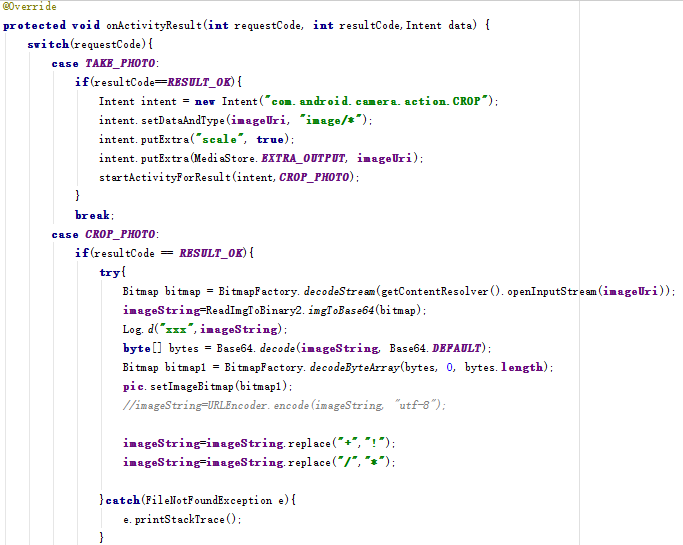 @Override
protected void onActivityResult(int requestCode, int resultCode,Intent data) {
    switch(requestCode){
        case TAKE_PHOTO:
            if(resultCode==RESULT_OK){
                Intent intent = new Intent("com.android.camera.action.CROP");
                intent.setDataAndType(imageUri, "image/*");
                intent.putExtra("scale", true);
                intent.putExtra(MediaStore.EXTRA_OUTPUT, imageUri);
                startActivityForResult(intent,CROP_PHOTO);
            }
            break;
        case CROP_PHOTO:
            if(resultCode == RESULT_OK){
                try{
                    Bitmap bitmap = BitmapFactory.decodeStream(getContentResolver().openInputStream(imageUri));
                    imageString=ReadImgToBinary2.imgToBase64(bitmap);
                    Log.d("xxx",imageString);
                    byte[] bytes = Base64.decode(imageString, Base64.DEFAULT);
                    Bitmap bitmap1 = BitmapFactory.decodeByteArray(bytes, 0, bytes.length);
                    pic.setImageBitmap(bitmap1);
                    //imageString=URLEncoder.encode(imageString, "utf-8");
                    imageString=imageString.replace("+","!");
                    imageString=imageString.replace("/","*");
                }catch(FileNotFoundException e){
                    e.printStackTrace();
                }